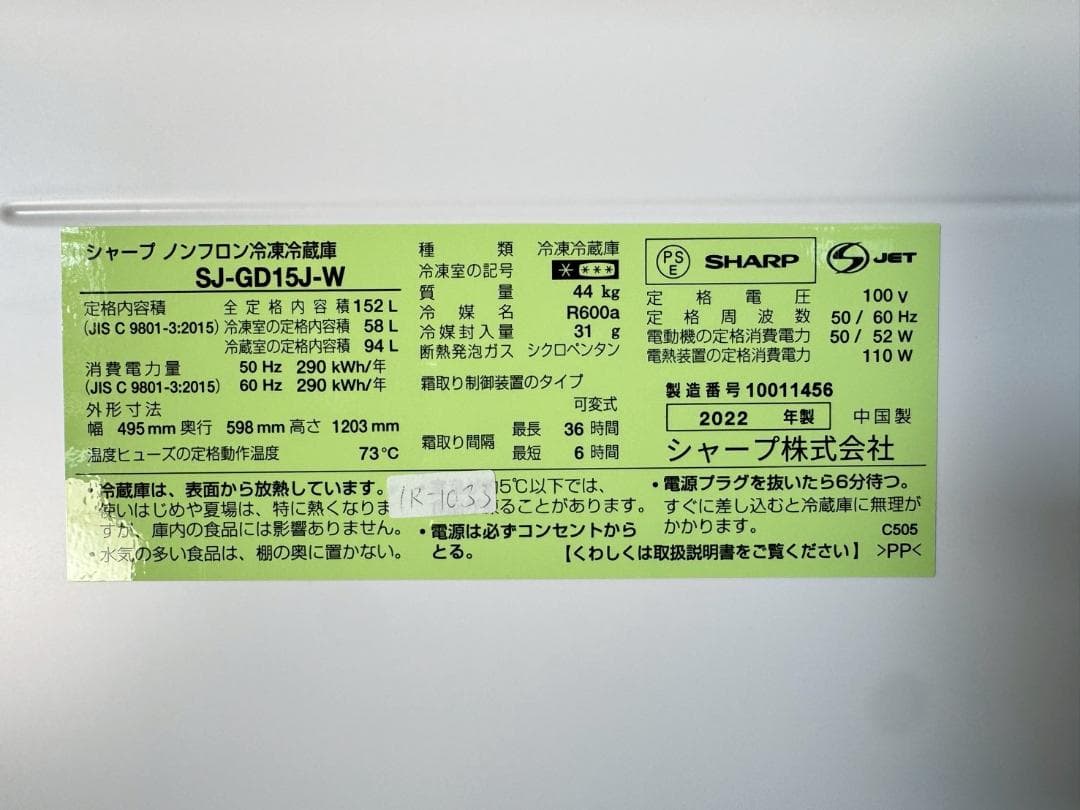 シャープ ノンフロン冷凍冷蔵庫
SJ-GD15J-W
定格内容積 全定格内容積 152 L
(JIS C 9801-3:2015) 冷凍室の定格内容積 58 L
冷蔵室の定格内容積 94 L
消費電力量 50 Hz 290 kWh/年
(JIS C 9801-3:2015) 60 Hz 290 kWh/年
外形寸法
幅 495 mm 奥行 598 mm 高さ 1203 mm
温度ヒューズの定格動作温度 73℃
種類 冷凍冷蔵庫
冷凍室の記号 * ***
質量 44 kg
冷媒名 R600a
冷媒封入量 31 g
断熱発泡ガス シクロペンタン
霜取り制御装置のタイプ
可変式
霜取り間隔 最長 36 時間
最短 6 時間
PSE SHARP JET
定格電圧 100 V
定格周波数 50 / 60 Hz
電動機の定格消費電力 50 / 52 W
電熱装置の定格消費電力 110 W
製造番号 10011456
2022 年製 中国製
シャープ株式会社
・冷蔵庫は、表面から放熱しています。
使いはじめや夏場は、特に熱くなりま
すが、庫内の食品には影響ありません。
・水気の多い食品は、棚の奥に置かない。
1R-1033
5℃以下では、
ることがあります。
・電源は必ずコンセントから
とる。
・電源プラグを抜いたら6分待つ。
すぐに差し込むと冷蔵庫に無理が
かかります。
C505
【くわしくは取扱説明書をご覧ください】 >PP<